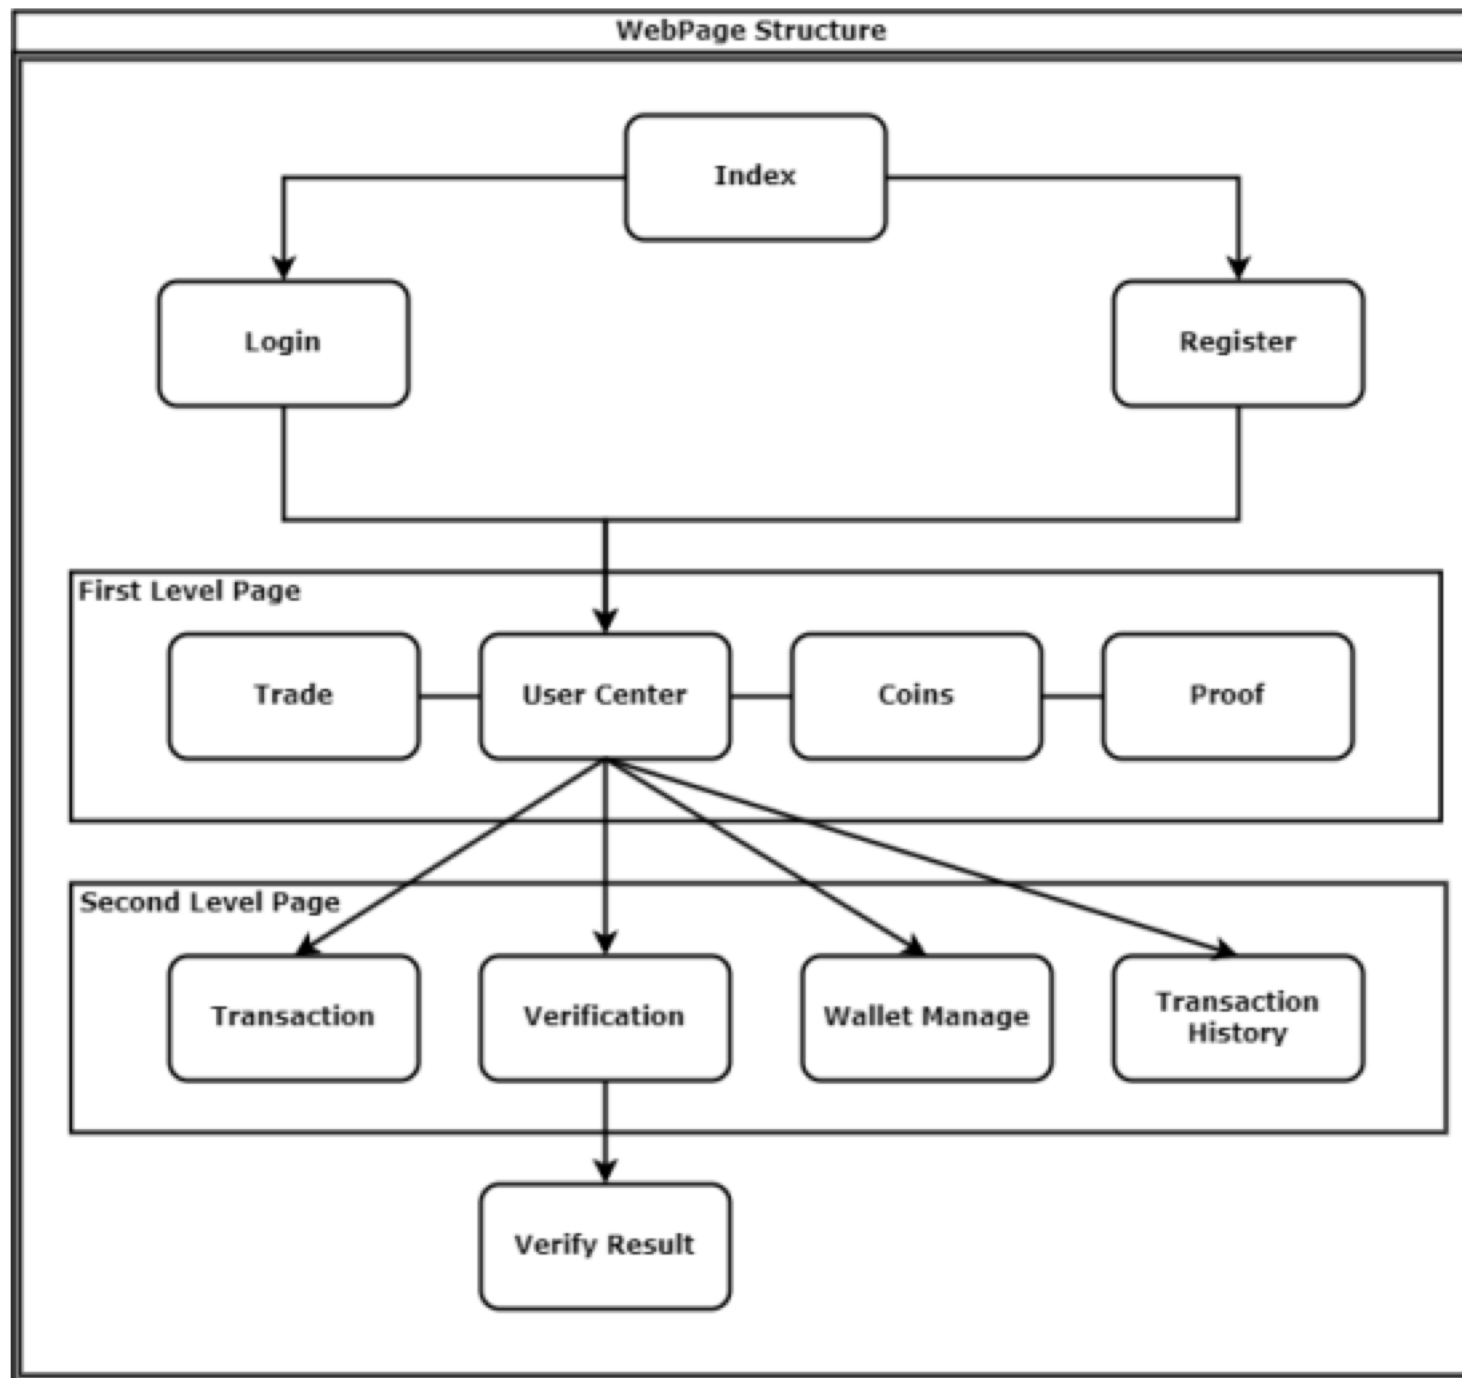 WebPage Structure
Index
Login
Register
First Level Page
Trade
User Center
Coins
Proof
Second Level Page
Transaction
Verification
Wallet Manage
Transaction
History
Verify Result